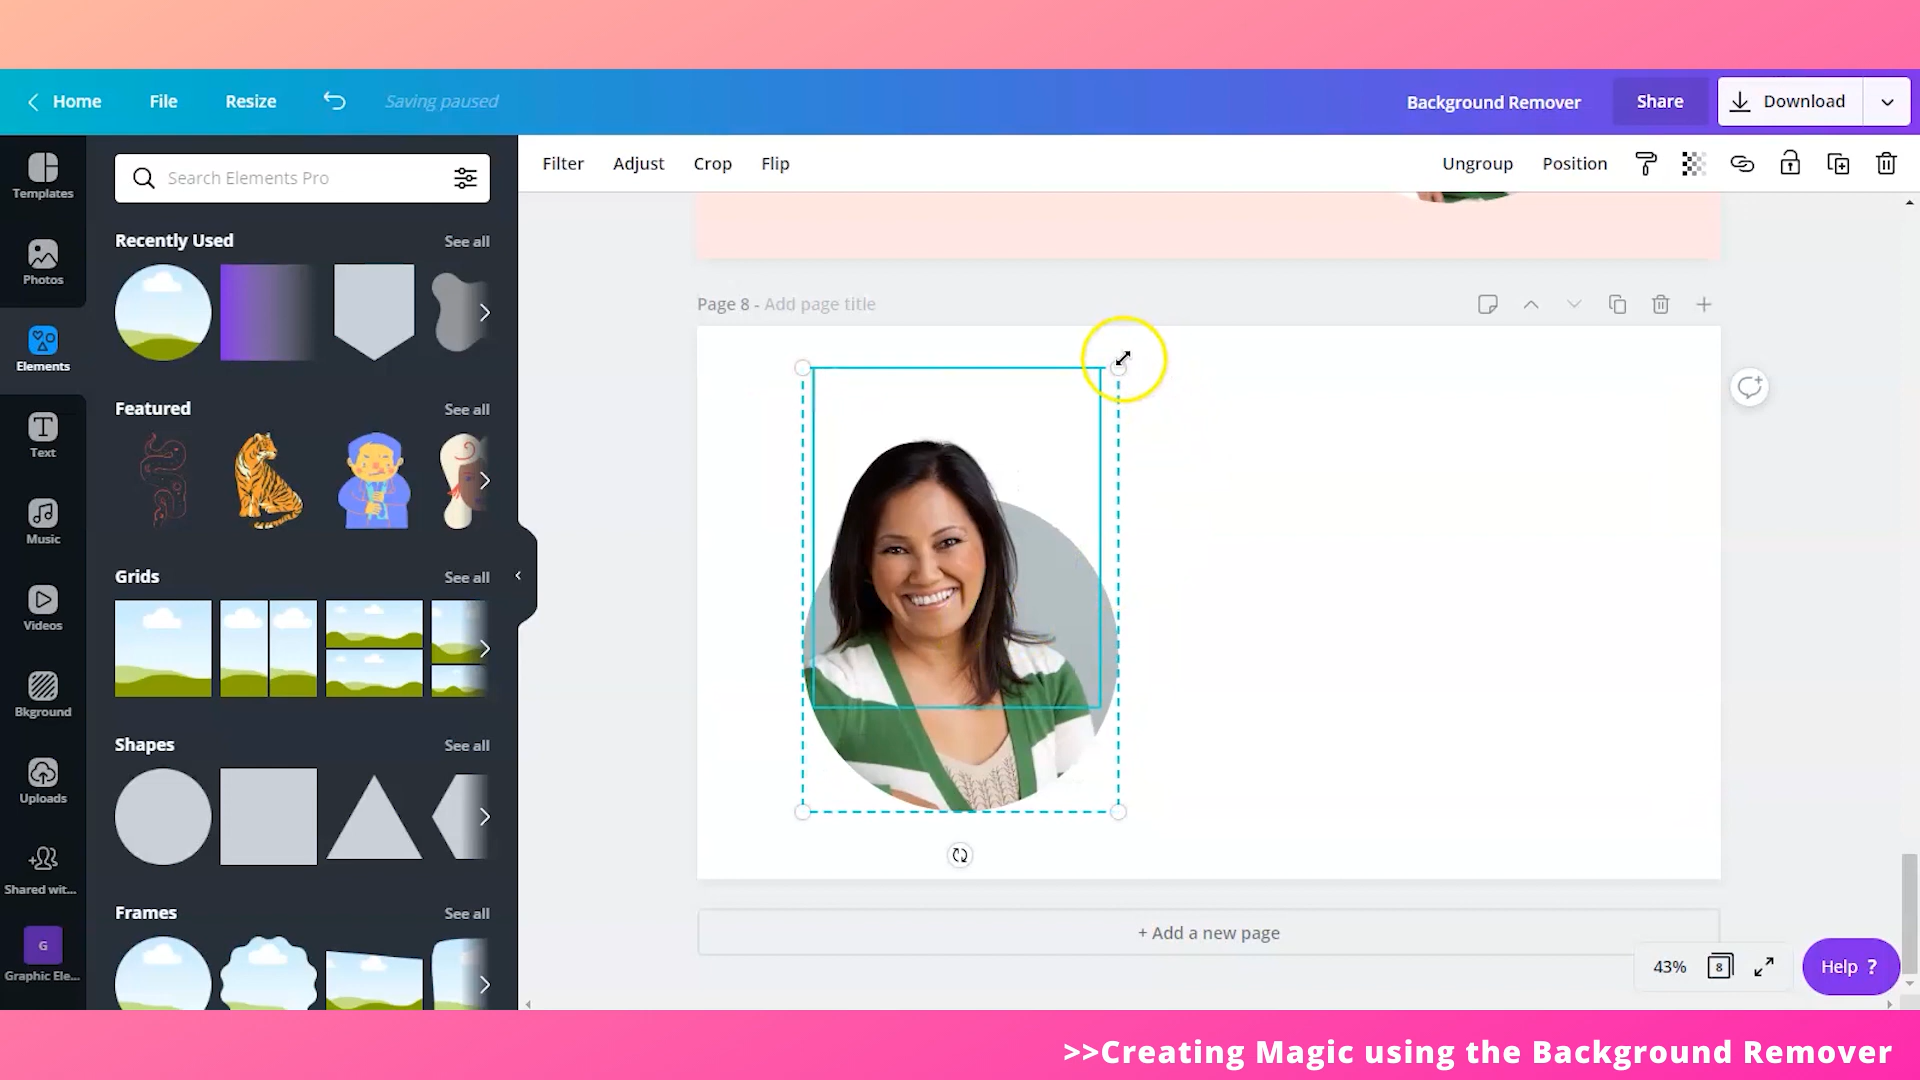 Home
File
Resize
Saving paused
Background Remover
Share
Download
Templates
Photos
Elements
Text
Music
Videos
Bkground
Uploads
Shared wit...
G
Graphic Ele...
Search Elements Pro
Recently Used
See all
Featured
See all
Grids
See all
Shapes
See all
Frames
See all
Filter
Adjust
Crop
Flip
Ungroup
Position
Page 8 - Add page title
+ Add a new page
43%
8
Help ?
>>Creating Magic using the Background Remover